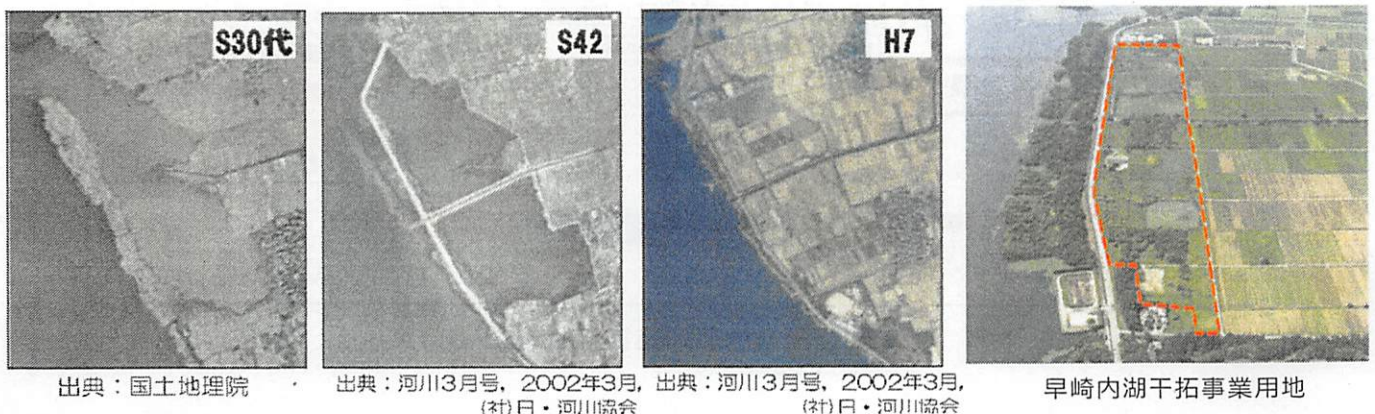 S30代
S42
H7
出典：国土地理院
出典：河川3月号, 2002年3月,
(社)日・河川協会
出典：河川3月号, 2002年3月,
(社)日・河川協会
早崎内湖干拓事業用地